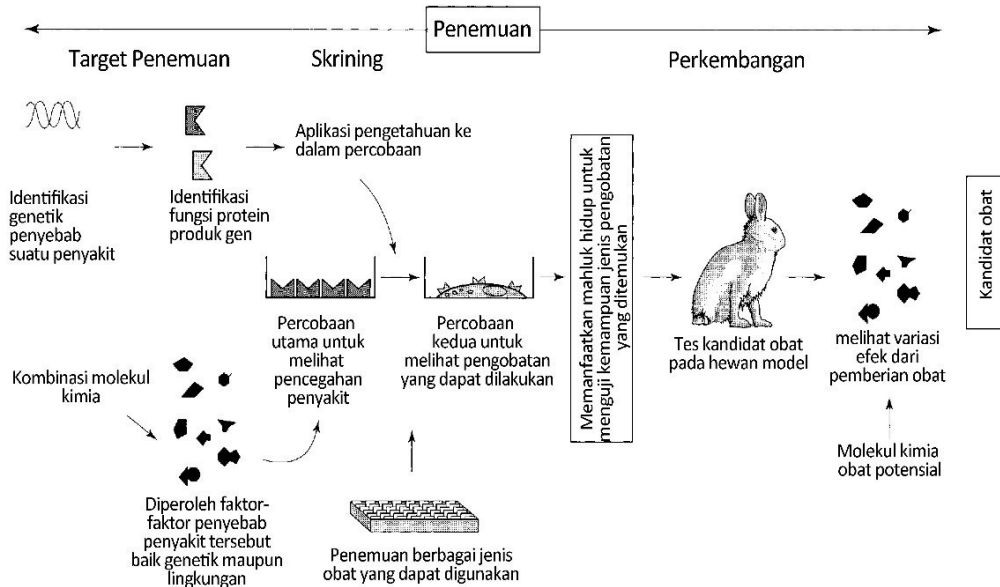 Penemuan
Target Penemuan
Skrining
Perkembangan
Identifikasi
genetik
penyebab
suatu penyakit
Identifikasi
fungsi protein
produk gen
Aplikasi pengetahuan ke
dalam percobaan
Percobaan
utama untuk
melihat
pencegahan
penyakit
Percobaan
kedua untuk
melihat pengobatan
yang dapat dilakukan
Memanfaatkan mahluk hidup untuk
menguji kemampuan jenis pengobatan
yang ditemukan
Tes kandidat obat
pada hewan model
melihat variasi
efek dari
pemberian obat
Kandidat obat
Kombinasi molekul
kimia
Diperoleh faktor-
faktor penyebab
penyakit tersebut
baik genetik maupun
lingkungan
Penemuan berbagai jenis
obat yang dapat digunakan
Molekul kimia
obat potensial